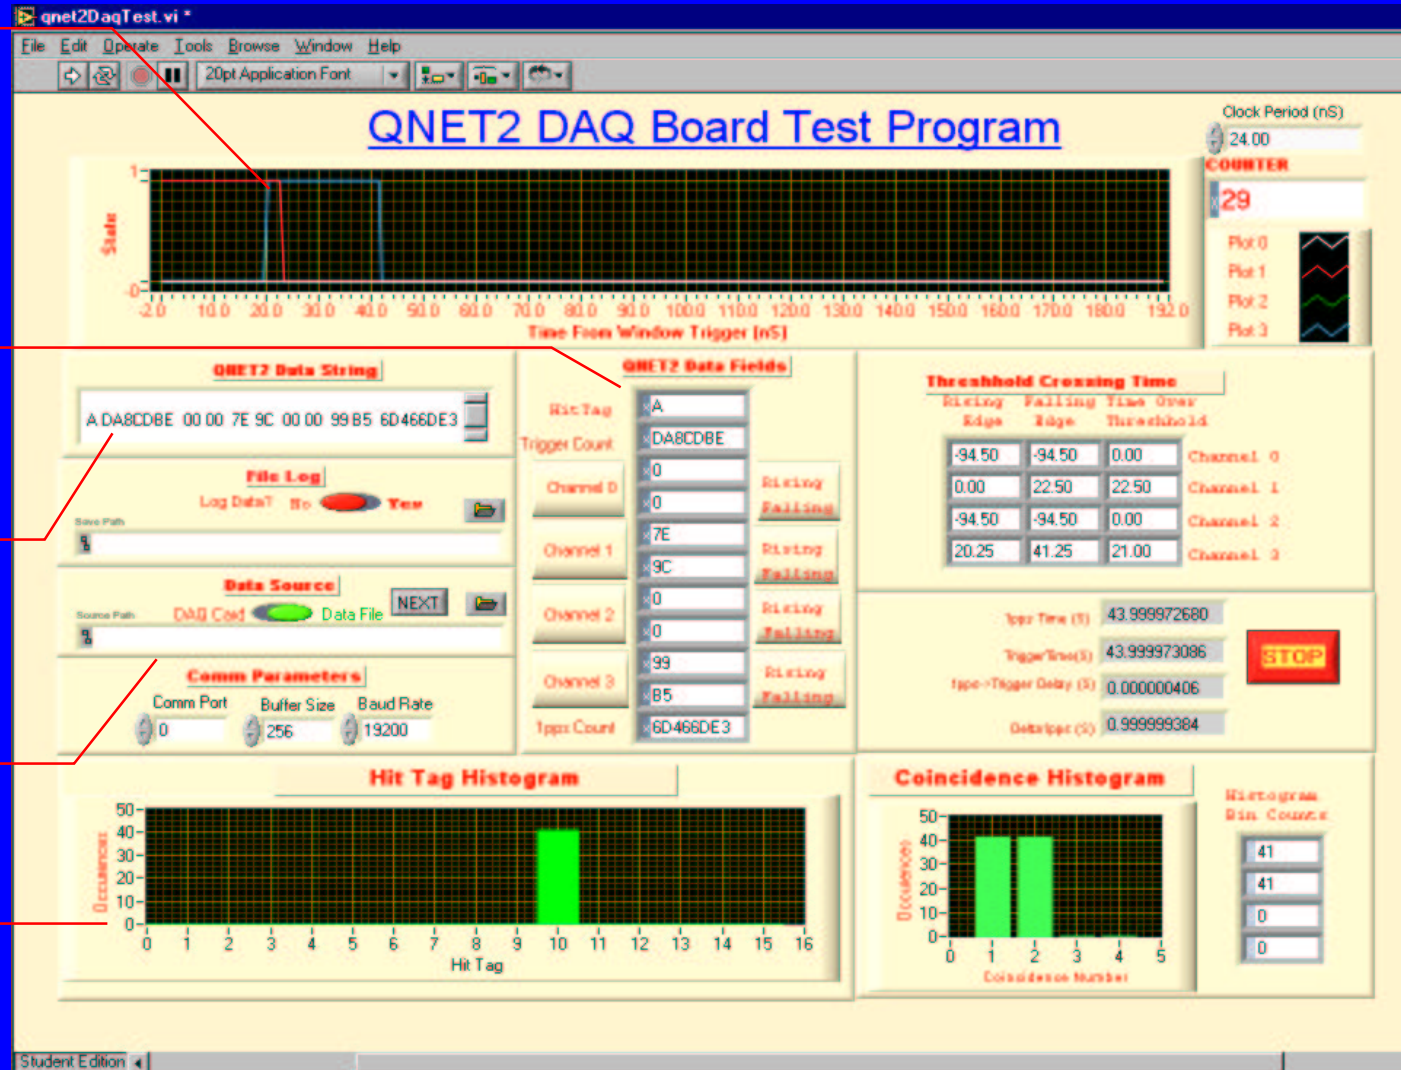 qnet2DaqTest.vi *
File Edit Operate Tools Browse Window Help
20pt Application Font
QNET2 DAQ Board Test Program
Clock Period (nS)
24.00
COUNTER
x 29
State
1
-0
-2.0 10.0 20.0 30.0 40.0 50.0 60.0 70.0 80.0 90.0 100.0 110.0 120.0 130.0 140.0 150.0 160.0 170.0 180.0 192.0
Time From Window Trigger (nS)
Plot 0
Plot 1
Plot 2
Plot 3
QNET2 Data String
A DA8CDBE 00 00 7E 9C 00 00 99 B5 6D466DE3
File Log
Log Data? No Yes
Save Path
Data Source
Source Path DAQ Card Data File NEXT
Comm Parameters
Comm Port Buffer Size Baud Rate
0 256 19200
QNET2 Data Fields
Hit Tag x A
Trigger Count x DA8CDBE
Channel 0 x 0 Rising
x 0 Falling
Channel 1 x 7E Rising
x 9C Falling
Channel 2 x 0 Rising
x 0 Falling
Channel 3 x 99 Rising
x B5 Falling
1pps Count x 6D466DE3
Threshhold Crossing Time
Rising Falling Time Over
Edge Edge Threshhold
-94.50 -94.50 0.00 Channel 0
0.00 22.50 22.50 Channel 1
-94.50 -94.50 0.00 Channel 2
20.25 41.25 21.00 Channel 3
1pps Time (S) 43.999972680
TriggerTime(S) 43.999973086
1pps->Trigger Delay (S) 0.000000406
Delta1pps (S) 0.999999384
STOP
Hit Tag Histogram
Occurences
50
40
30
20
10
0
0 1 2 3 4 5 6 7 8 9 10 11 12 13 14 15 16
Hit Tag
Coincidence Histogram
Occurences
50
40
30
20
10
0
0 1 2 3 4 5
Coincidence Number
Histogram
Bin Counts
41
41
0
0
Student Edition